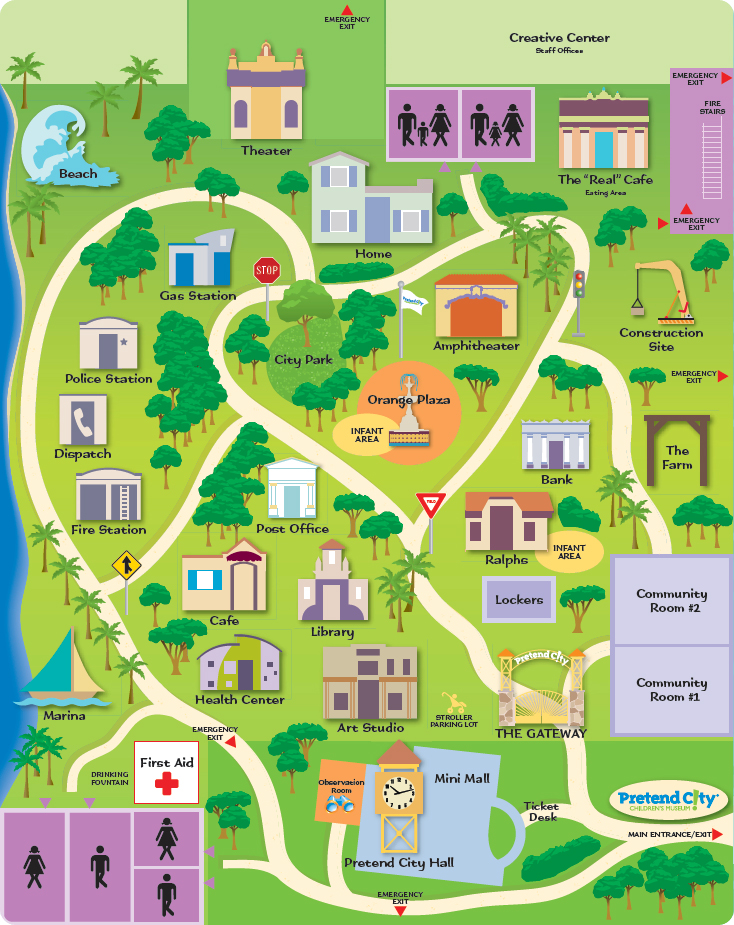 EMERGENCY
EXIT
Creative Center
Staff Offices
EMERGENCY
EXIT
FIRE
STAIRS
Theater
Beach
The "Real" Cafe
Eating Area
EMERGENCY
EXIT
Home
STOP
Gas Station
Pretend City
Construction
Site
Amphitheater
City Park
Police Station
EMERGENCY
EXIT
Orange Plaza
INFANT
AREA
Dispatch
The
Farm
Bank
Fire Station
Post Office
YIELD
Ralphs
INFANT
AREA
Cafe
Lockers
Community
Room #2
Library
Health Center
Pretend City
Community
Room #1
Marina
Art Studio
STROLLER
PARKING LOT
THE GATEWAY
EMERGENCY
EXIT
First Aid
DRINKING
FOUNTAIN
Observation
Room
Mini Mall
Pretend City
CHILDREN'S MUSEUM
Ticket
Desk
MAIN ENTRANCE/EXIT
Pretend City Hall
EMERGENCY
EXIT